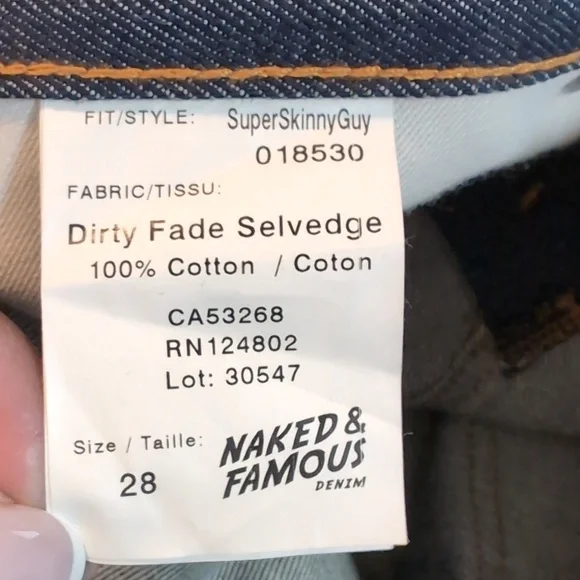 FIT/STYLE: SuperSkinnyGuy
018530
FABRIC/TISSU:
Dirty Fade Selvedge
100% Cotton / Coton
CA53268
RN124802
Lot: 30547
Size / Taille:
28
NAKED &
FAMOUS
DENIM